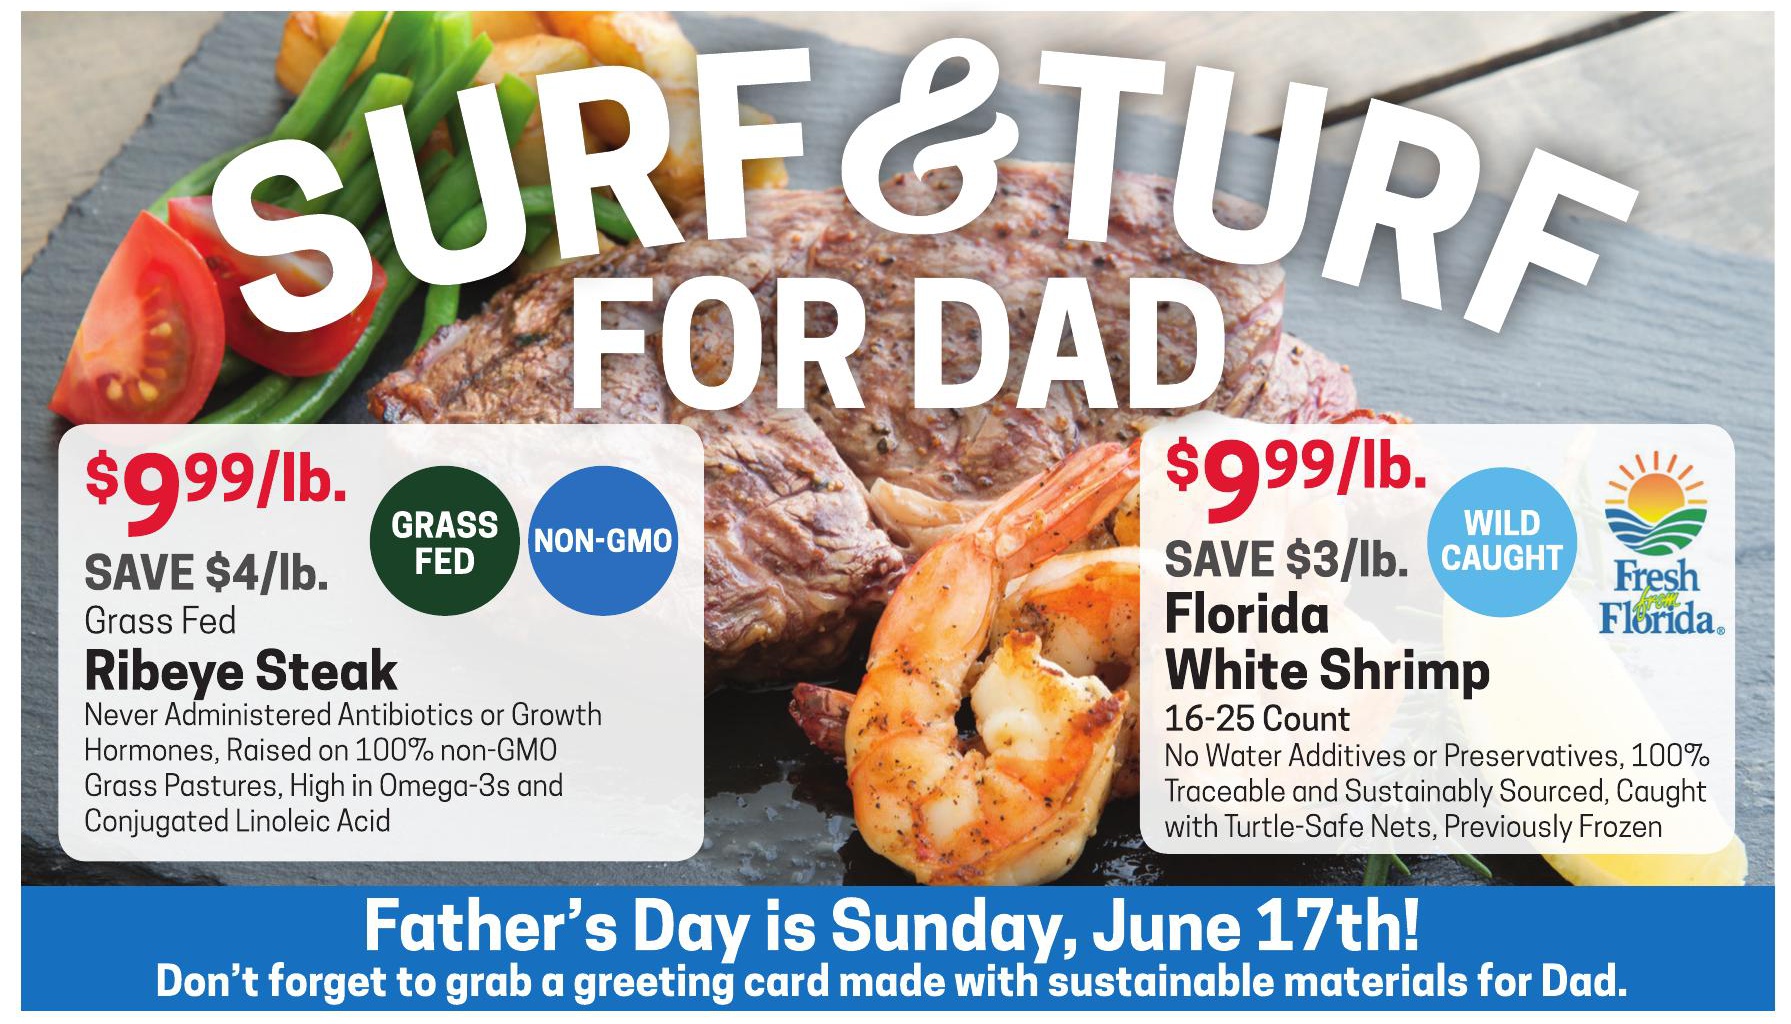 SURF & TURF
FOR DAD
$9.99/lb.
SAVE $4/lb.
GRASS
FED
NON-GMO
Grass Fed
Ribeye Steak
Never Administered Antibiotics or Growth
Hormones, Raised on 100% non-GMO
Grass Pastures, High in Omega-3s and
Conjugated Linoleic Acid
$9.99/lb.
SAVE $3/lb.
WILD
CAUGHT
Fresh
from
Florida®
Florida
White Shrimp
16-25 Count
No Water Additives or Preservatives, 100%
Traceable and Sustainably Sourced, Caught
with Turtle-Safe Nets, Previously Frozen
Father's Day is Sunday, June 17th!
Don't forget to grab a greeting card made with sustainable materials for Dad.